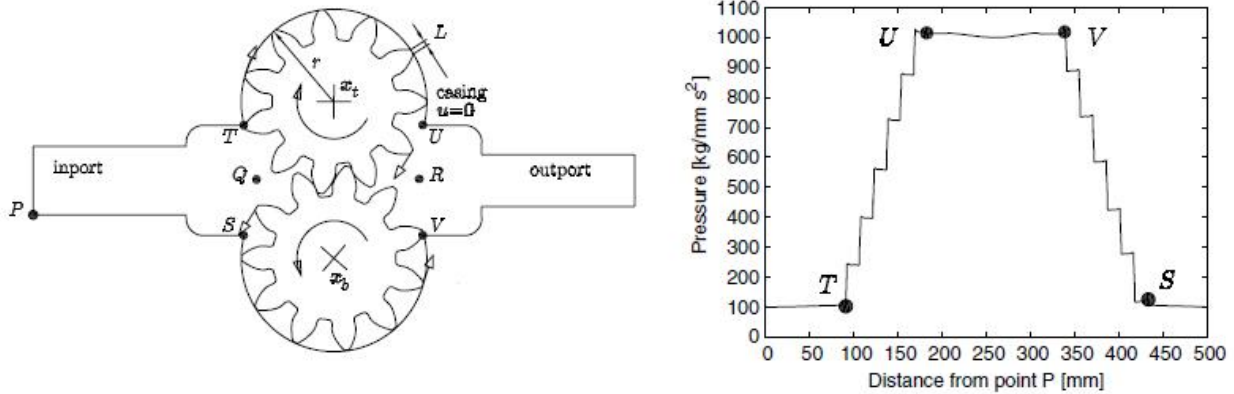 L
r
x_t
casing
u=0
T
U
inport
Q
R
outport
P
S
V
x_b
Pressure [kg/mm s²]
1100
1000
900
800
700
600
500
400
300
200
100
0
U
V
T
S
0 50 100 150 200 250 300 350 400 450 500
Distance from point P [mm]